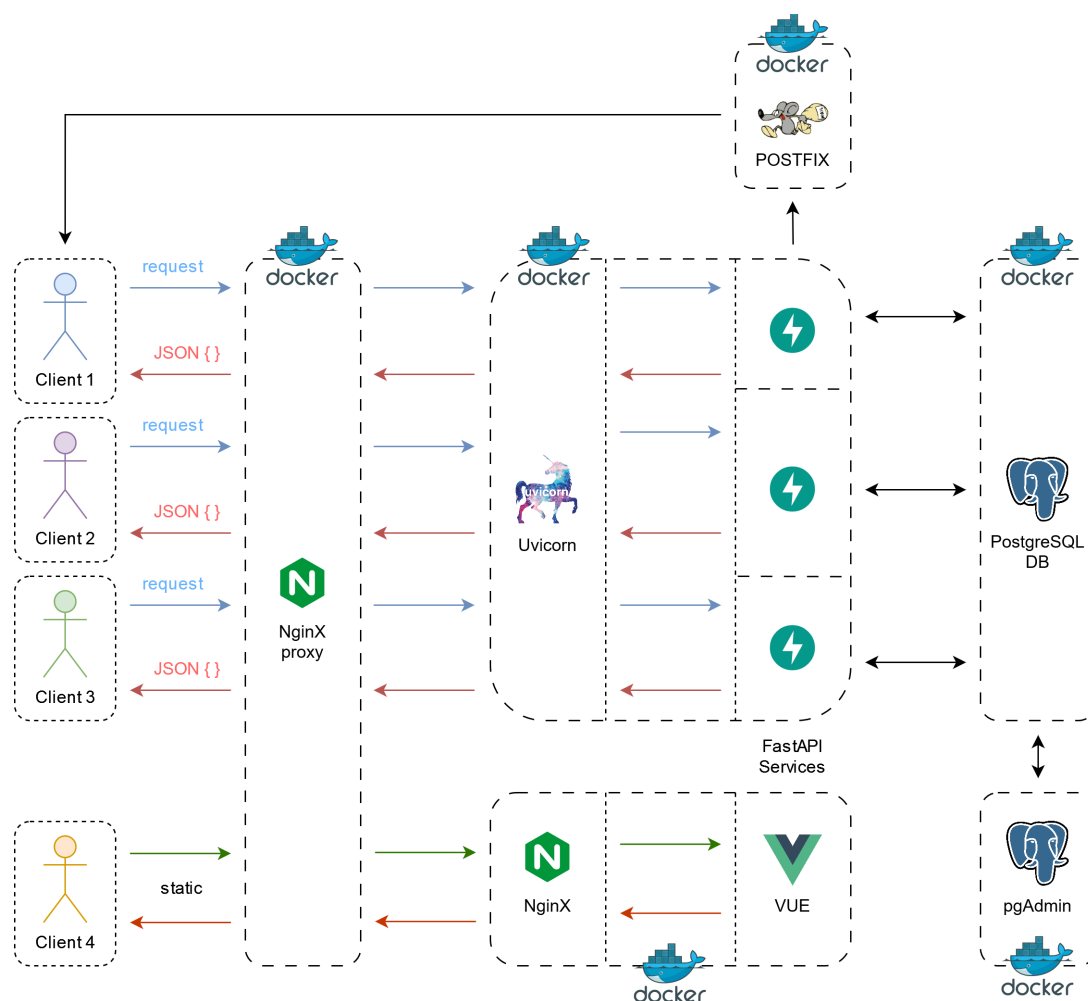 docker
POSTFIX
request
docker
docker
docker
JSON { }
Client 1
request
JSON { }
Client 2
uvicorn
Uvicorn
PostgreSQL
DB
request
NginX
proxy
JSON { }
Client 3
FastAPI
Services
static
Client 4
NginX
VUE
pgAdmin
docker
docker